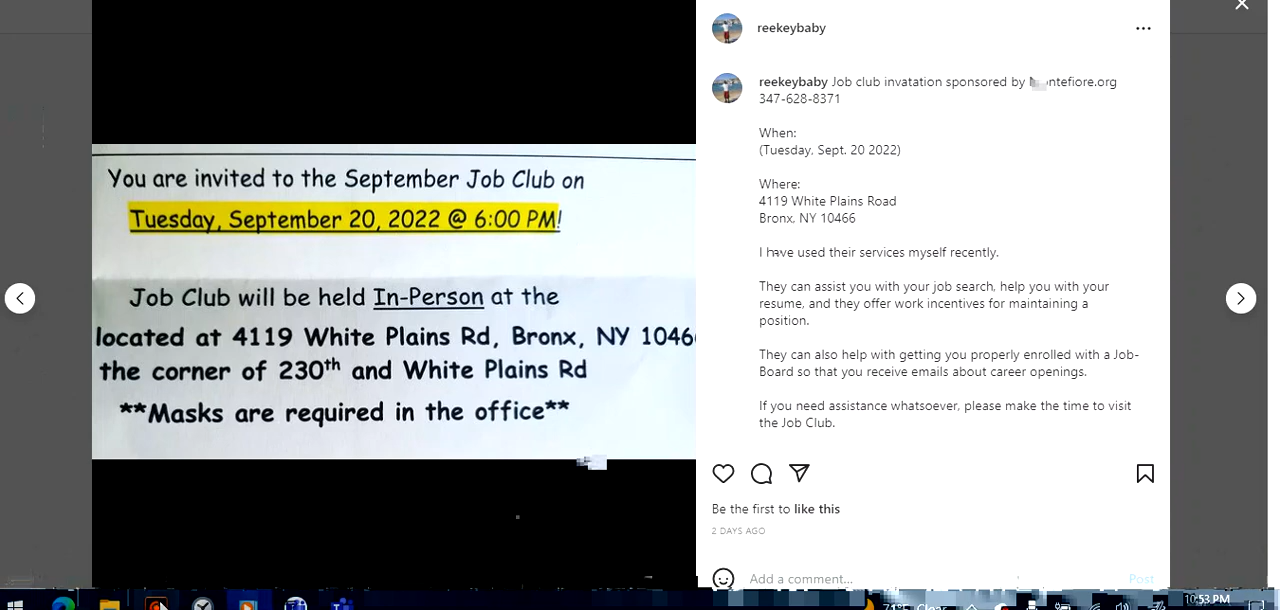 You are invited to the September Job Club on
Tuesday, September 20, 2022 @ 6:00 PM!
Job Club will be held In-Person at the
located at 4119 White Plains Rd, Bronx, NY 1046
the corner of 230th and White Plains Rd
**Masks are required in the office**
reekeybaby
reekeybaby Job club invatation sponsored by
347-628-8371
When:
(Tuesday. Sept. 20 2022)
Where:
4119 White Plains Road
Bronx, NY 10466
I have used their services myself recently.
They can assist you with your job search, help you with your
resume, and they offer work incentives for maintaining a
position.
They can also help with getting you properly enrolled with a Job-
Board so that you receive emails about career openings.
If you need assistance whatsoever, please make the time to visit
the Job Club.
Be the first to like this
2 DAYS AGO
Add a comment...
Post
71°F Clear
10:53 PM